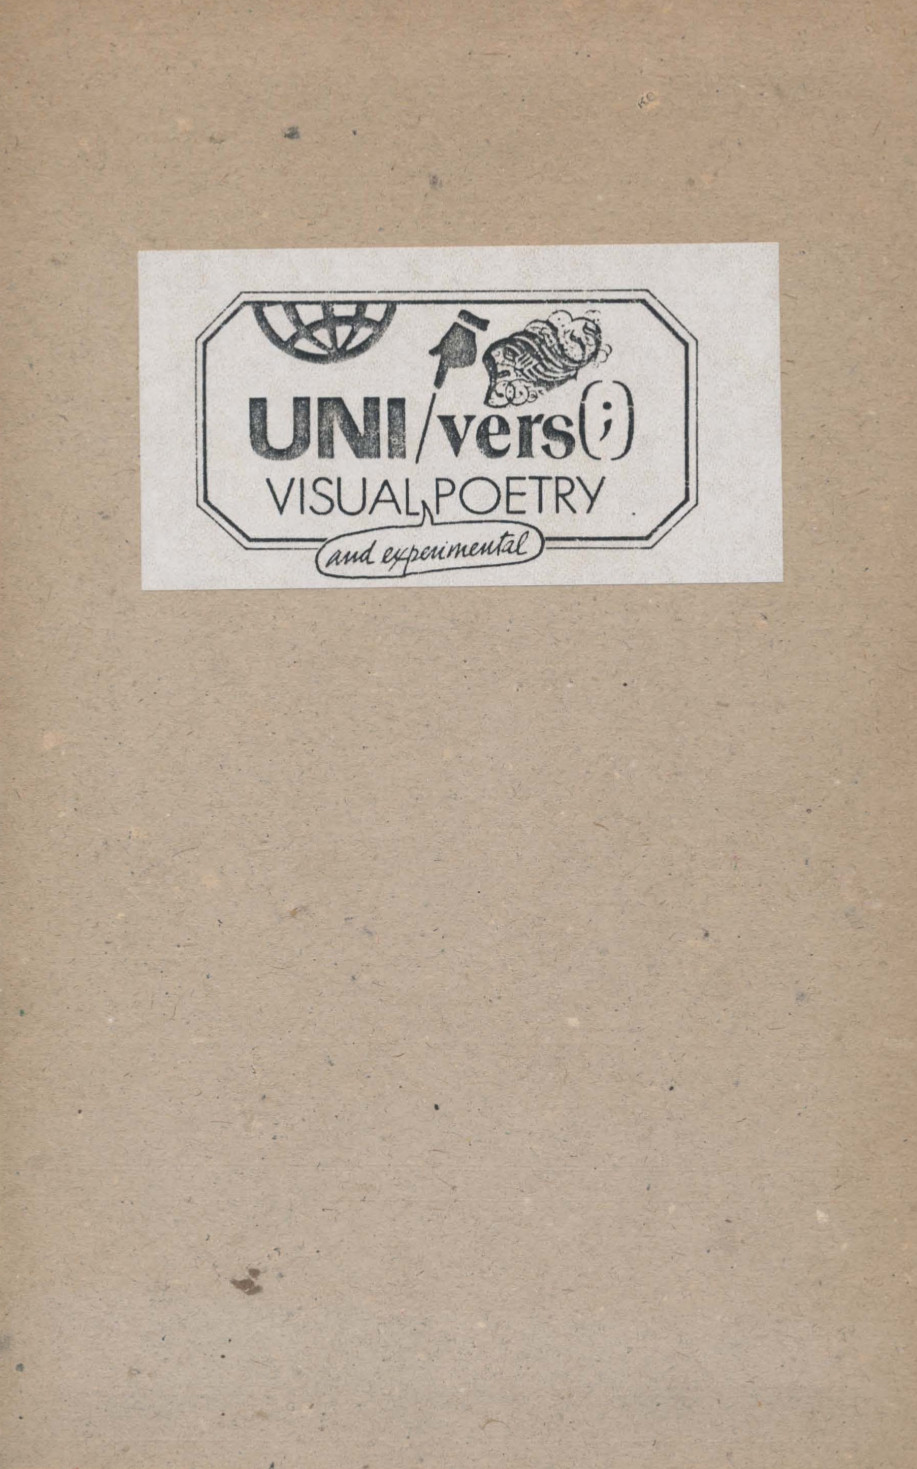 UNI/vers(;)
VISUAL POETRY
and experimental